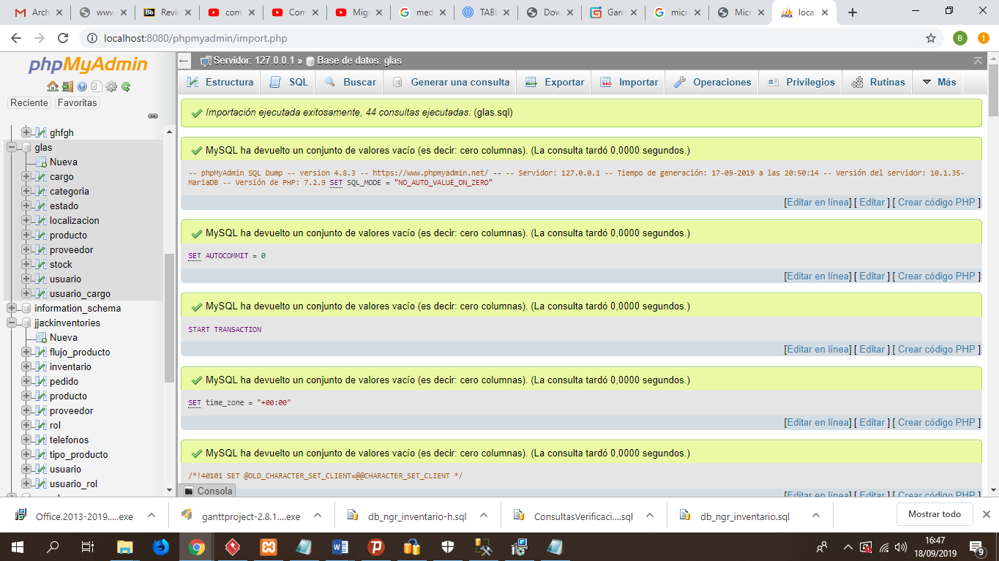 Arch
www
Bb Revis
com
Com
Migr
med
TABL
Dow
Gant
micr
Micr
PMA loca
localhost:8080/phpmyadmin/import.php
B
phpMyAdmin
Reciente Favoritas
ghfgh
glas
Nueva
cargo
categoria
estado
localizacion
producto
proveedor
stock
usuario
usuario_cargo
information_schema
jjackinventories
Nueva
flujo_producto
inventario
pedido
producto
proveedor
rol
telefonos
tipo_producto
usuario
usuario_rol
Servidor: 127.0.0.1 » Base de datos: glas
Estructura SQL Buscar Generar una consulta Exportar Importar Operaciones Privilegios Rutinas Más
Importación ejecutada exitosamente, 44 consultas ejecutadas. (glas.sql)
MySQL ha devuelto un conjunto de valores vacío (es decir: cero columnas). (La consulta tardó 0,0000 segundos.)
-- phpMyAdmin SQL Dump -- version 4.8.3 -- https://www.phpmyadmin.net/ -- -- Servidor: 127.0.0.1 -- Tiempo de generación: 17-09-2019 a las 20:50:14 -- Versión del servidor: 10.1.35-
MariaDB -- Versión de PHP: 7.2.9 SET SQL_MODE = "NO_AUTO_VALUE_ON_ZERO"
[Editar en línea] [ Editar ] [ Crear código PHP ]
MySQL ha devuelto un conjunto de valores vacío (es decir: cero columnas). (La consulta tardó 0,0000 segundos.)
SET AUTOCOMMIT = 0
[Editar en línea] [ Editar ] [ Crear código PHP ]
MySQL ha devuelto un conjunto de valores vacío (es decir: cero columnas). (La consulta tardó 0,0000 segundos.)
START TRANSACTION
[Editar en línea] [ Editar ] [ Crear código PHP ]
MySQL ha devuelto un conjunto de valores vacío (es decir: cero columnas). (La consulta tardó 0,0000 segundos.)
SET time_zone = "+00:00"
[Editar en línea] [ Editar ] [ Crear código PHP ]
MySQL ha devuelto un conjunto de valores vacío (es decir: cero columnas). (La consulta tardó 0,0000 segundos.)
/*!40101 SET @OLD_CHARACTER_SET_CLIENT=@@CHARACTER_SET_CLIENT */
[Editar en línea] [ Editar ] [ Crear código PHP ]
Consola
Office.2013-2019.....exe
ganttproject-2.8.1....exe
db_ngr_inventario-h.sql
ConsultasVerificaci....sql
db_ngr_inventario.sql
Mostrar todo
16:47
18/09/2019
9